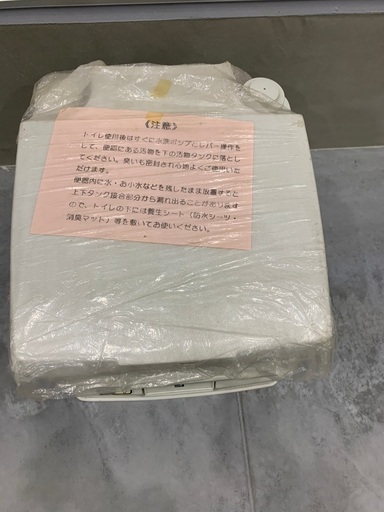 《注意》
トイレ使用後はすぐに水洗ポンプとレバー操作を
して、便器にある汚物を下の汚物タンクに落とし
てください。臭いも密封され心地よくご使用いた
だけます。
便器内に水・お小水などを残したまま放置すると
上下タンク接合部分から漏れ出ることがあります
ので、トイレの下には養生シート（防水シーツ・
消臭マット）等を敷いてお使いください。